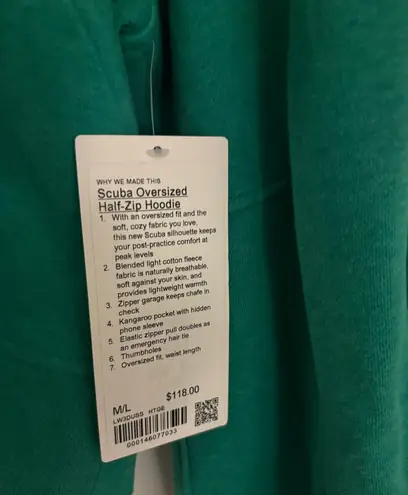 WHY WE MADE THIS
Scuba Oversized
Half-Zip Hoodie
1. With an oversized fit and the
soft, cozy fabric you love,
this new Scuba silhouette keeps
your post-practice comfort at
peak levels
2. Blended light cotton fleece
fabric is naturally breathable,
soft against your skin, and
provides lightweight warmth
3. Zipper garage keeps chafe in
check
4. Kangaroo pocket with hidden
phone sleeve
5. Elastic zipper pull doubles as
an emergency hair tie
6. Thumbholes
7. Oversized fit, waist length
$118.00
M/L
LW3DUSS HTGE
000146077033